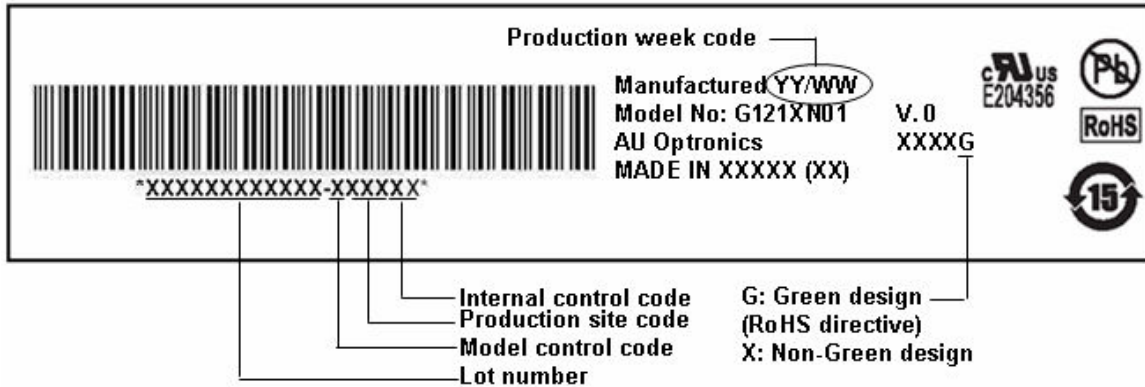 Production week code
Manufactured YY/WW
Model No: G121XN01 V.0
AU Optronics XXXXG
MADE IN XXXXX (XX)
c RU US
E204356
Pb
RoHS
15
*XXXXXXXXXXXX-XXXXXX*
Internal control code
Production site code
Model control code
Lot number
G: Green design
(RoHS directive)
X: Non-Green design